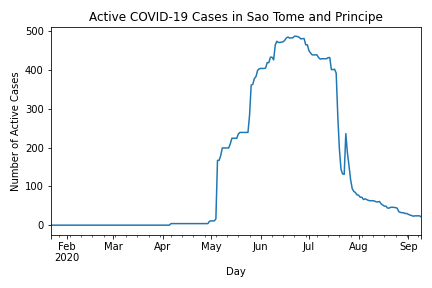 Active COVID-19 Cases in Sao Tome and Principe
500
400
300
200
100
0
Number of Active Cases
Feb Mar Apr May Jun Jul Aug Sep
2020
Day